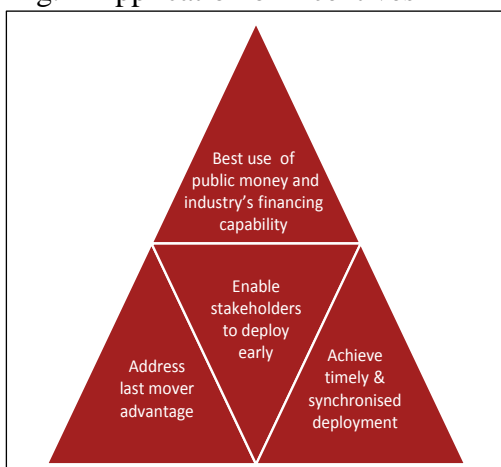 Best use of
public money and
industry's financing
capability
Enable
stakeholders
to deploy
early
Address
last mover
advantage
Achieve
timely &
synchronised
deployment